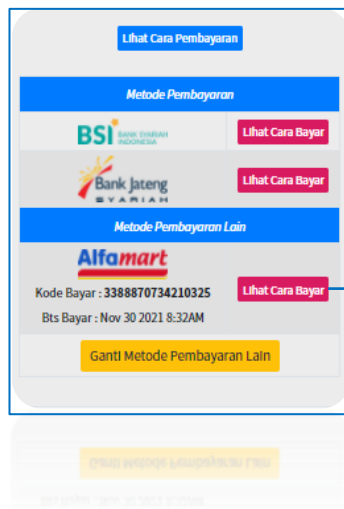 Lihat Cara Pembayaran
Metode Pembayaran
BSI BANK SYARIAH INDONESIA
Lihat Cara Bayar
Bank Jateng
SYARIAH
Lihat Cara Bayar
Metode Pembayaran Lain
Alfamart
Kode Bayar : 3388870734210325
Lihat Cara Bayar
Bts Bayar : Nov 30 2021 8:32AM
Ganti Metode Pembayaran Lain